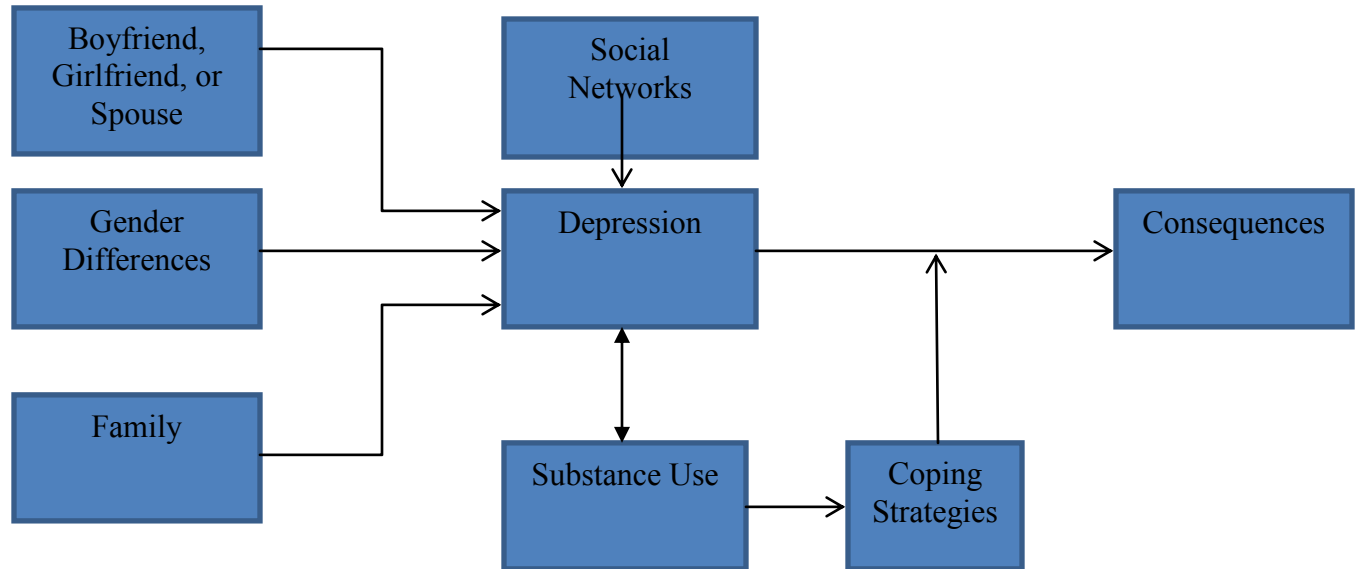 Boyfriend,
Girlfriend, or
Spouse
Social
Networks
Gender
Differences
Depression
Consequences
Family
Substance Use
Coping
Strategies